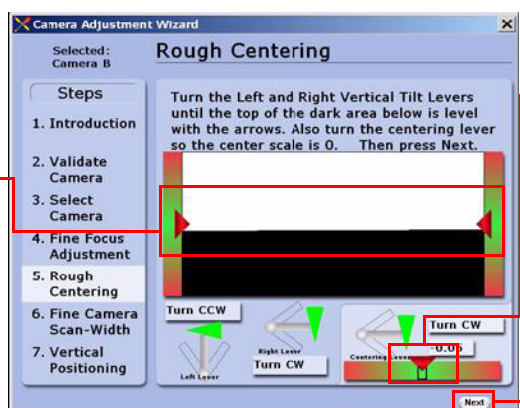 Camera Adjustment Wizard
Selected:
Camera B
Rough Centering
Steps
1. Introduction
2. Validate
Camera
3. Select
Camera
4. Fine Focus
Adjustment
5. Rough
Centering
6. Fine Camera
Scan-Width
7. Vertical
Positioning
Turn the Left and Right Vertical Tilt Levers
until the top of the dark area below is level
with the arrows. Also turn the centering lever
so the center scale is 0. Then press Next.
Turn CCW
Left Lever
Right Lever
Turn CW
Centering Lever
Turn CW
-0.06
Next